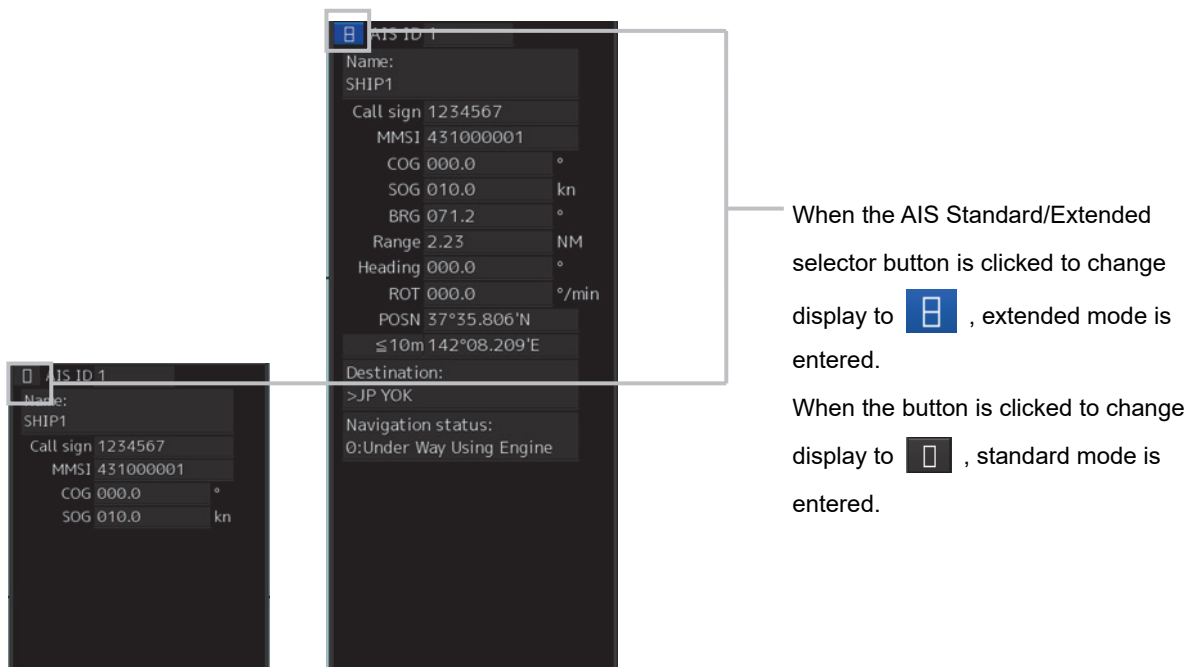 AIS ID 1
Name:
SHIP1
Call sign 1234567
MMSI 431000001
COG 000.0 °
SOG 010.0 kn
AIS ID 1
Name:
SHIP1
Call sign 1234567
MMSI 431000001
COG 000.0 °
SOG 010.0 kn
BRG 071.2 °
Range 2.23 NM
Heading 000.0 °
ROT 000.0 °/min
POSN 37°35.806'N
≦10m 142°08.209'E
Destination:
>JP YOK
Navigation status:
0:Under Way Using Engine
When the AIS Standard/Extended
selector button is clicked to change
display to , extended mode is
entered.
When the button is clicked to change
display to , standard mode is
entered.